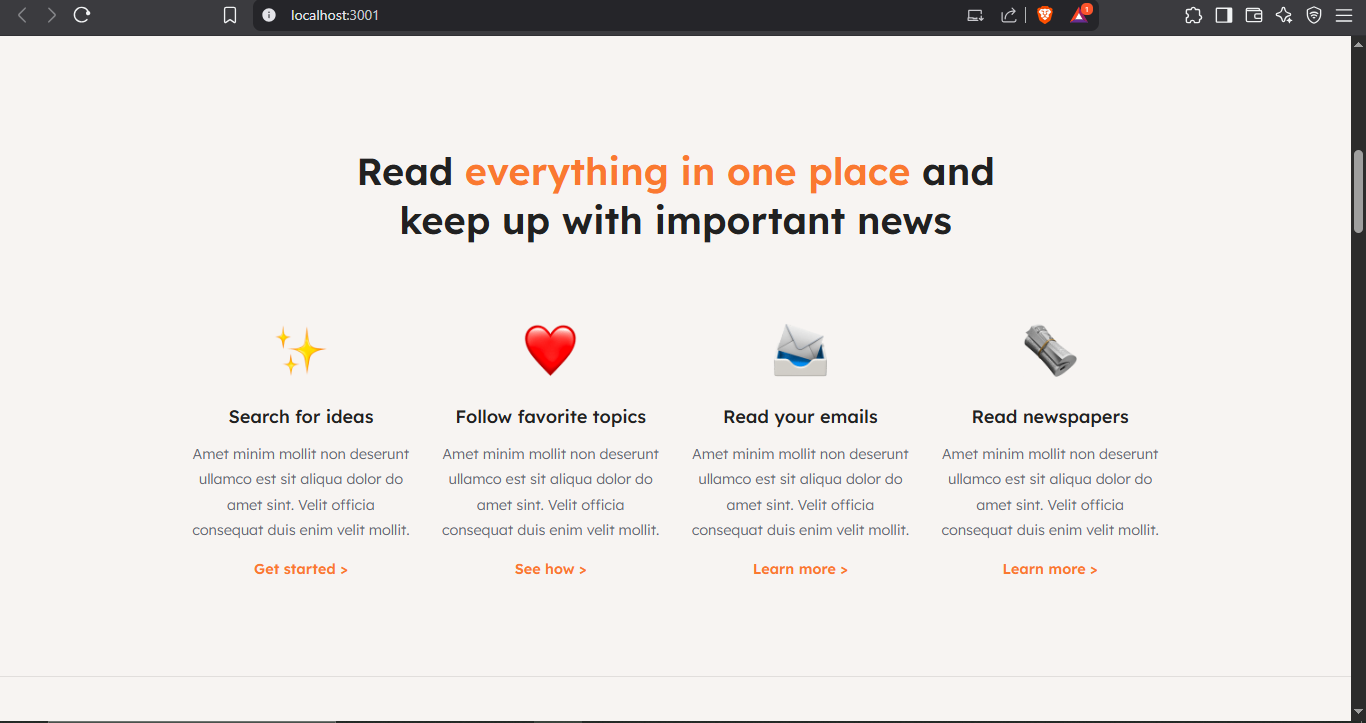 localhost:3001
1
Read everything in one place and
keep up with important news
Search for ideas
Amet minim mollit non deserunt
ullamco est sit aliqua dolor do
amet sint. Velit officia
consequat duis enim velit mollit.
Get started >
Follow favorite topics
Amet minim mollit non deserunt
ullamco est sit aliqua dolor do
amet sint. Velit officia
consequat duis enim velit mollit.
See how >
Read your emails
Amet minim mollit non deserunt
ullamco est sit aliqua dolor do
amet sint. Velit officia
consequat duis enim velit mollit.
Learn more >
Read newspapers
Amet minim mollit non deserunt
ullamco est sit aliqua dolor do
amet sint. Velit officia
consequat duis enim velit mollit.
Learn more >